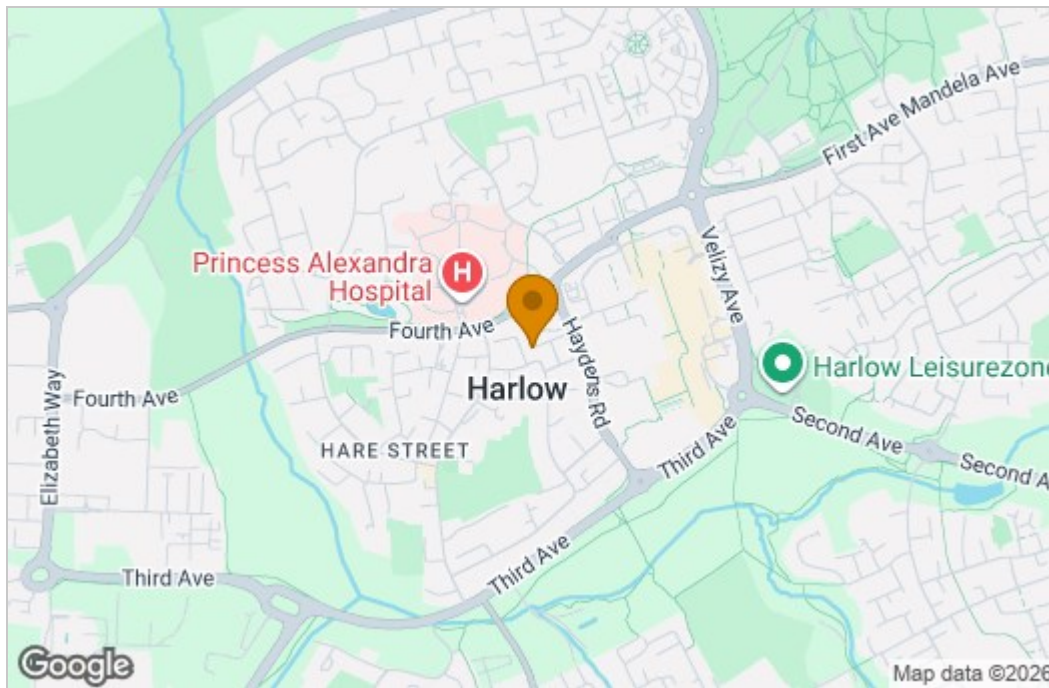 First Ave Mandela Ave
Velizy Ave
Princess Alexandra
Hospital
H
Fourth Ave
Haydens Rd
Harlow
Harlow Leisurezone
Fourth Ave
Elizabeth Way
HARE STREET
Third Ave
Second Ave
Second A
Third Ave
Third Ave
Google
Map data ©2026